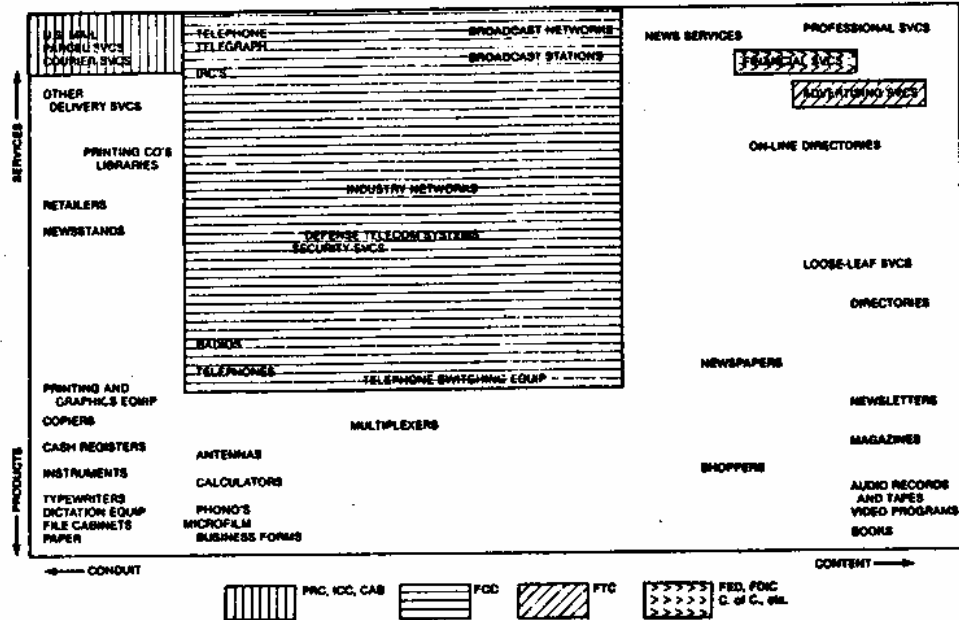 U.S. MAIL
PARCEL SVCS
COURIER SVCS
TELEPHONE
TELEGRAPH
IRC'S
BROADCAST NETWORKS
BROADCAST STATIONS
NEWS SERVICES
PROFESSIONAL SVCS
FINANCIAL SVCS
ADVERTISING SVCS
OTHER
DELIVERY SVCS
PRINTING CO'S
LIBRARIES
ON-LINE DIRECTORIES
INDUSTRY NETWORKS
RETAILERS
NEWSSTANDS
DEFENSE TELECOM SYSTEMS
SECURITY SVCS
LOOSE-LEAF SVCS
DIRECTORIES
RADIOS
TELEPHONES
TELEPHONE SWITCHING EQUIP
NEWSPAPERS
PRINTING AND
GRAPHICS EQUIP
NEWSLETTERS
COPIERS
MULTIPLEXERS
CASH REGISTERS
ANTENNAS
MAGAZINES
INSTRUMENTS
CALCULATORS
SHOPPERS
TYPEWRITERS
DICTATION EQUIP
FILE CABINETS
PAPER
PHONO'S
MICROFILM
BUSINESS FORMS
AUDIO RECORDS
AND TAPES
VIDEO PROGRAMS
BOOKS
SERVICES
PRODUCTS
CONDUIT
CONTENT
PRC, ICC, CAB
FCC
FTC
FED, FDIC
C. of C., etc.